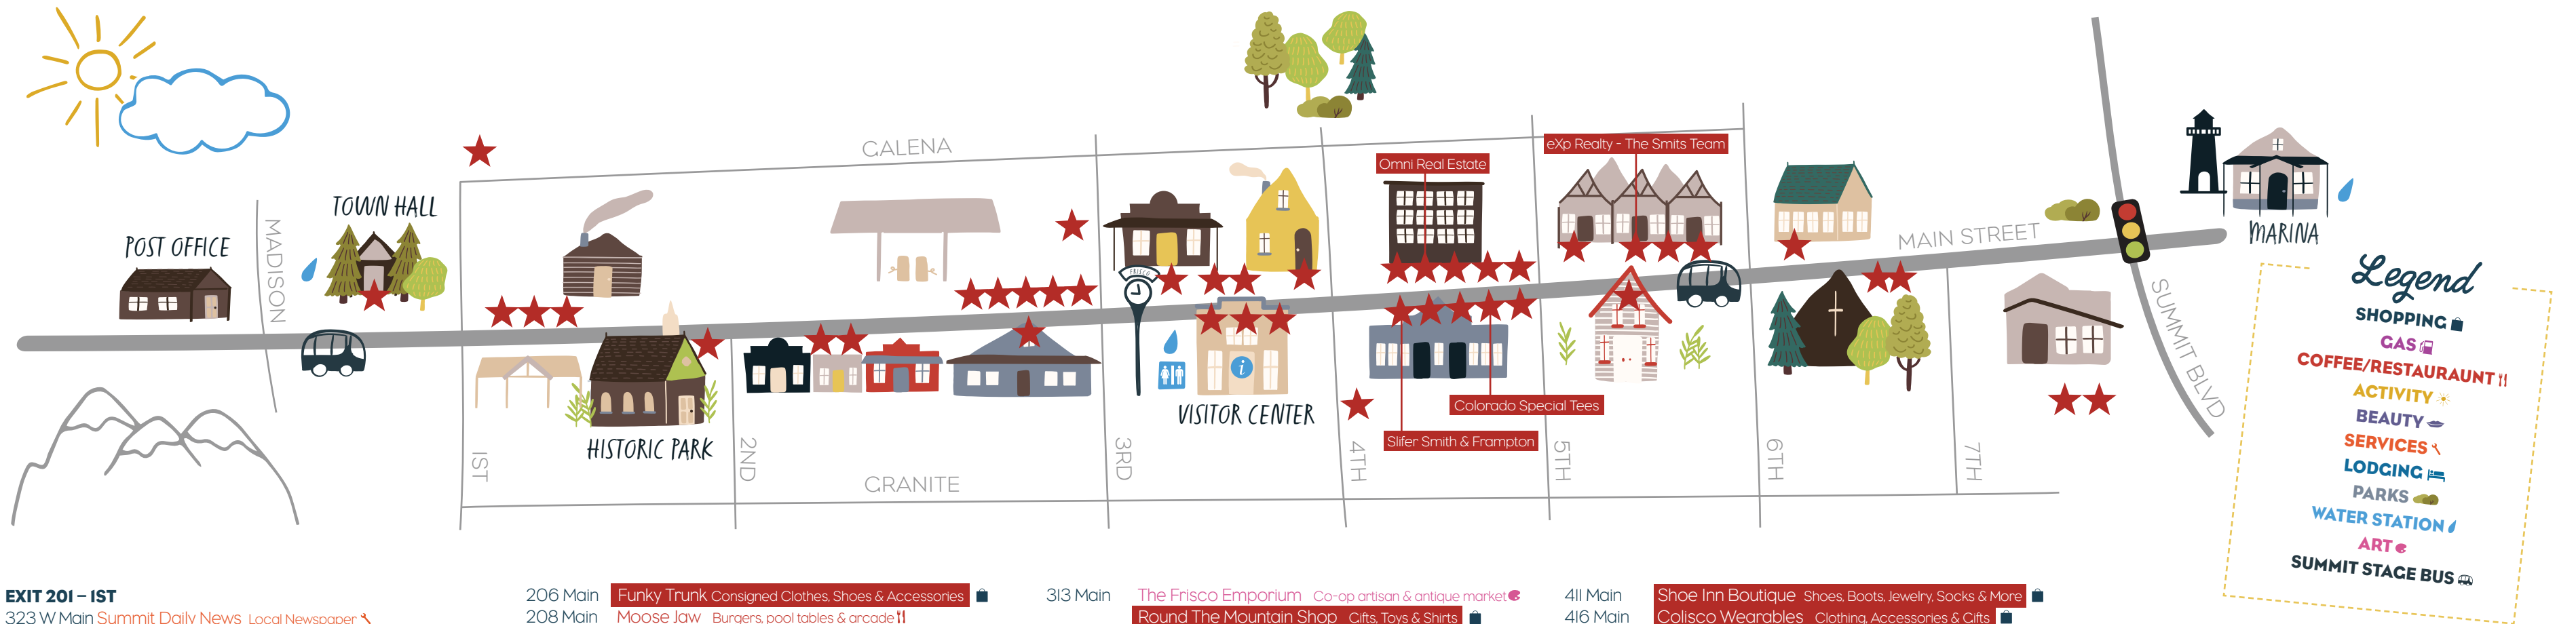 GALENA
Omni Real Estate
eXp Realty - The Smits Team
POST OFFICE
MADISON
TOWN HALL
MAIN STREET
MARINA
FRISCO
i
VISITOR CENTER
HISTORIC PARK
Colorado Special Tees
Slifer Smith & Frampton
1ST
2ND
3RD
4TH
5TH
6TH
7TH
GRANITE
SUMMIT BLVD
Legend
SHOPPING
GAS
COFFEE/RESTAURAUNT
ACTIVITY
BEAUTY
SERVICES
LODGING
PARKS
WATER STATION
ART
SUMMIT STAGE BUS
EXIT 201 – 1ST
323 W Main Summit Daily News Local Newspaper
206 Main Funky Trunk Consigned Clothes, Shoes & Accessories
208 Main Moose Jaw Burgers, pool tables & arcade
313 Main The Frisco Emporium Co-op artisan & antique market
Round The Mountain Shop Gifts, Toys & Shirts
411 Main Shoe Inn Boutique Shoes, Boots, Jewelry, Socks & More
416 Main Colisco Wearables Clothing, Accessories & Gifts